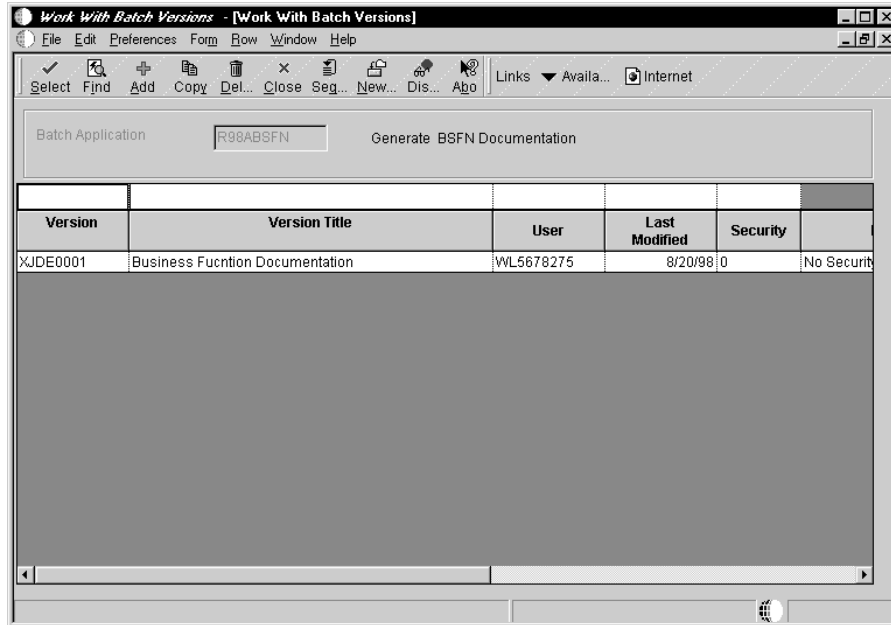 Work With Batch Versions - [Work With Batch Versions]
File Edit Preferences Form Row Window Help
Select Find Add Copy Del... Close Seq... New... Dis... Abo Links Availa... Internet
Batch Application R98ABSFN Generate BSFN Documentation
Version Version Title User Last Modified Security
XJDE0001 Business Fucntion Documentation WL5678275 8/20/98 0 No Securit